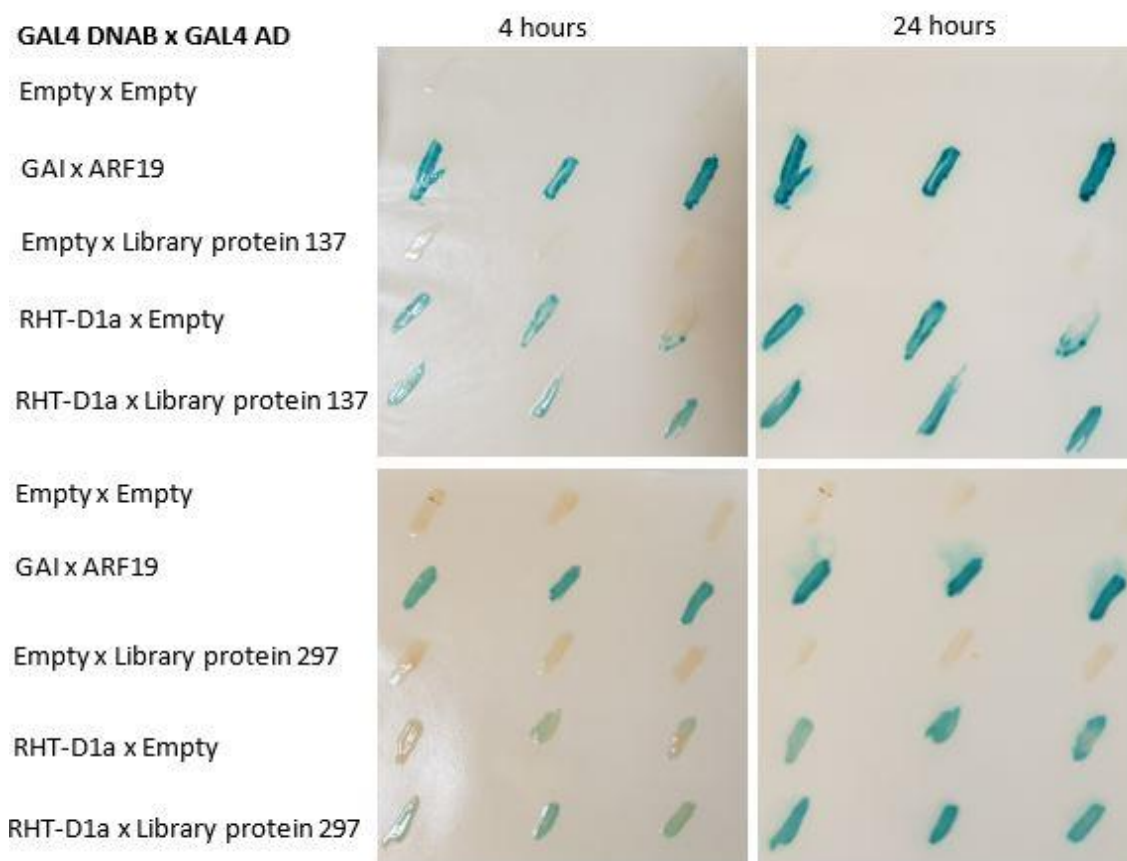 GAL4 DNAB x GAL4 AD
4 hours
24 hours
Empty x Empty
GAI x ARF19
Empty x Library protein 137
RHT-D1a x Empty
RHT-D1a x Library protein 137
Empty x Empty
GAI x ARF19
Empty x Library protein 297
RHT-D1a x Empty
RHT-D1a x Library protein 297